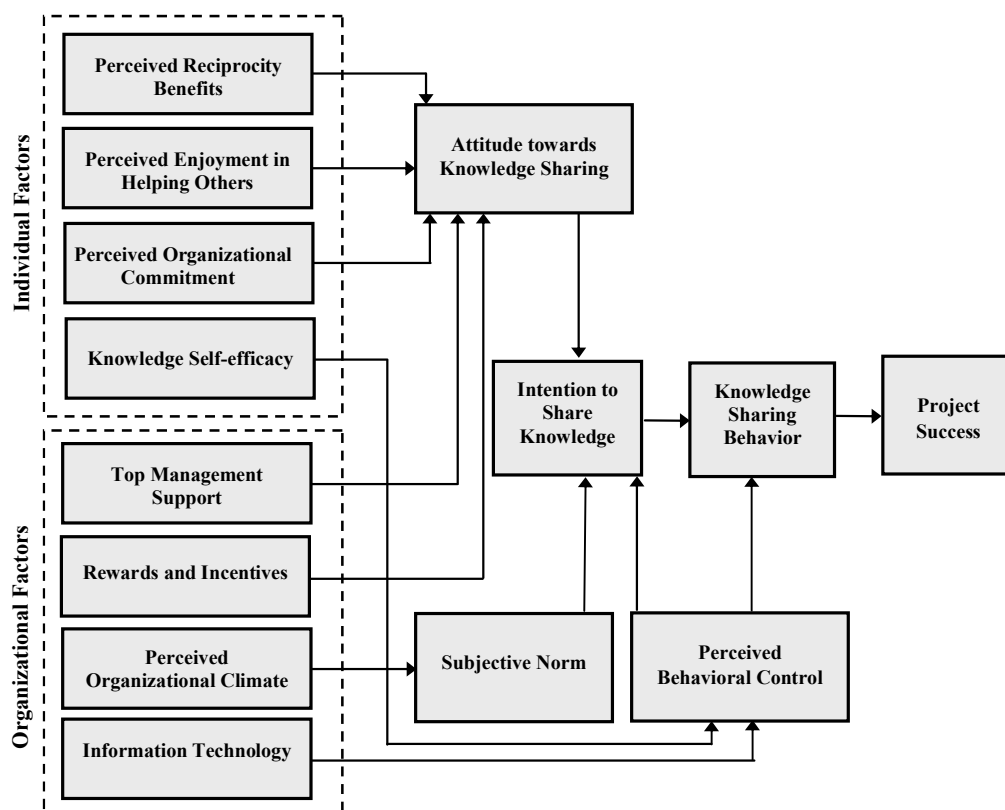 Individual Factors
Perceived Reciprocity
Benefits
Perceived Enjoyment in
Helping Others
Perceived Organizational
Commitment
Knowledge Self-efficacy
Organizational Factors
Top Management
Support
Rewards and Incentives
Perceived
Organizational Climate
Information Technology
Attitude towards
Knowledge Sharing
Intention to
Share
Knowledge
Knowledge
Sharing
Behavior
Project
Success
Subjective Norm
Perceived
Behavioral Control